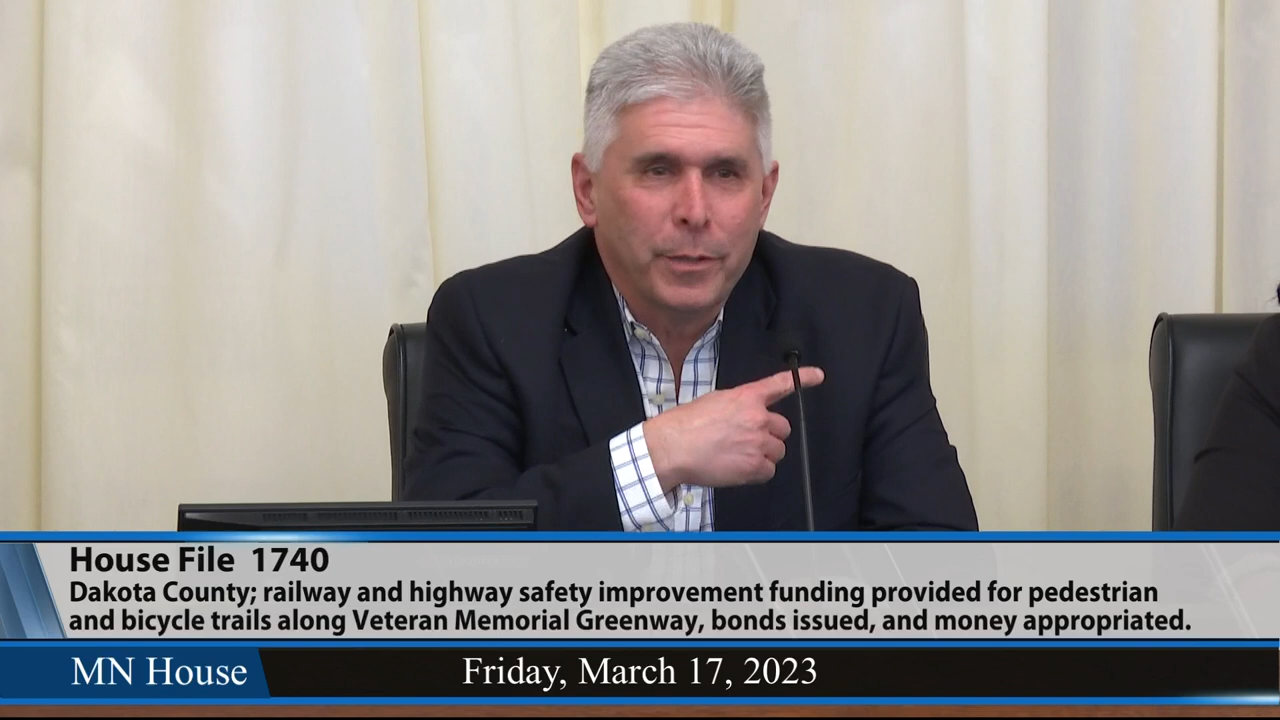 House File 1740
Dakota County; railway and highway safety improvement funding provided for pedestrian
and bicycle trails along Veteran Memorial Greenway, bonds issued, and money appropriated.
MN House
Friday, March 17, 2023